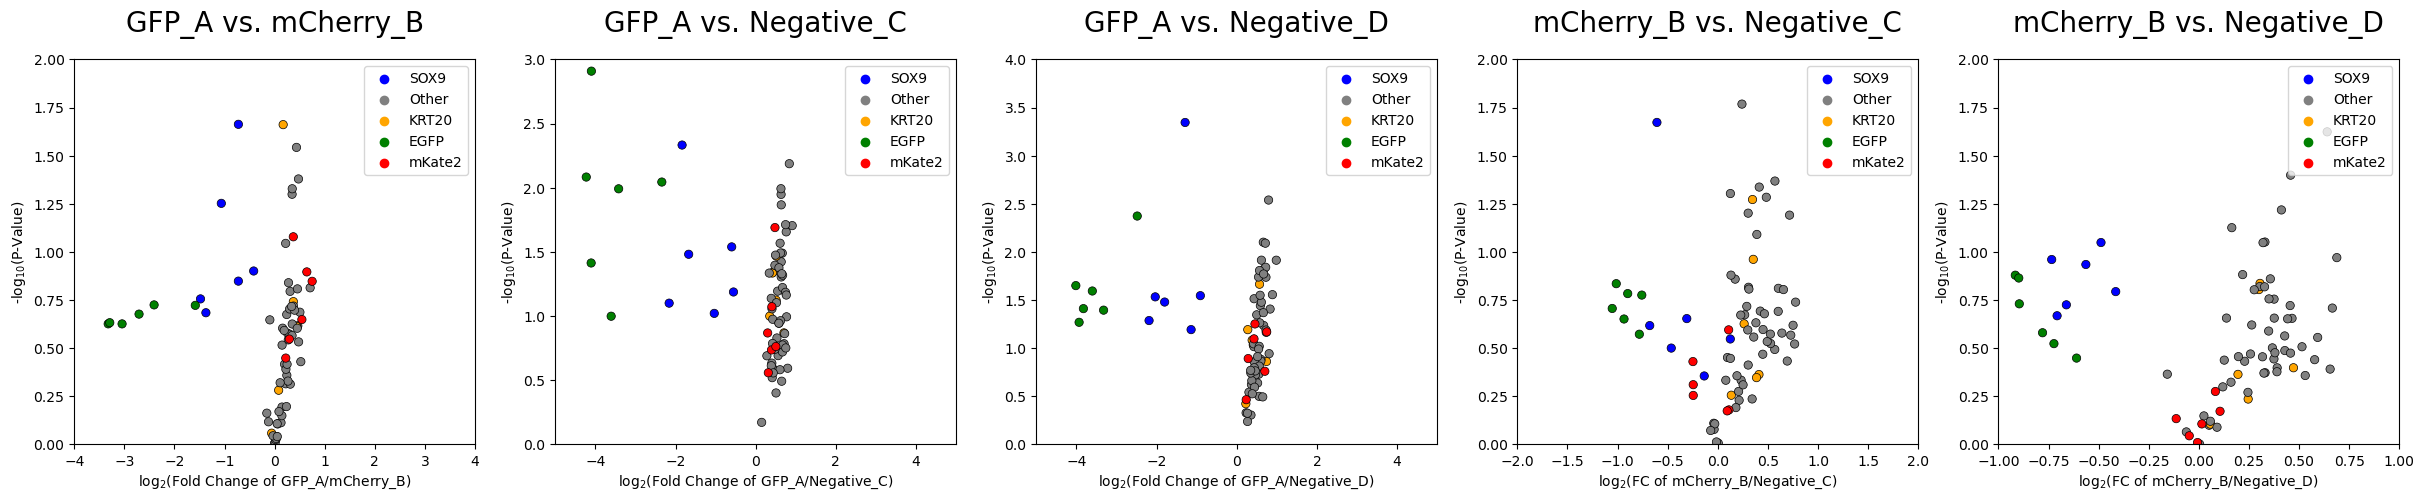 GFP_A vs. mCherry_B
2.00
1.75
1.50
1.25
1.00
0.75
0.50
0.25
0.00
-log10(P-Value)
−4 −3 −2 −1 0 1 2 3 4
log2(Fold Change of GFP_A/mCherry_B)
SOX9
Other
KRT20
EGFP
mKate2
GFP_A vs. Negative_C
3.0
2.5
2.0
1.5
1.0
0.5
0.0
-log10(P-Value)
−4 −2 0 2 4
log2(Fold Change of GFP_A/Negative_C)
SOX9
Other
KRT20
EGFP
mKate2
GFP_A vs. Negative_D
4.0
3.5
3.0
2.5
2.0
1.5
1.0
0.5
0.0
-log10(P-Value)
−4 −2 0 2 4
log2(Fold Change of GFP_A/Negative_D)
SOX9
Other
KRT20
EGFP
mKate2
mCherry_B vs. Negative_C
2.00
1.75
1.50
1.25
1.00
0.75
0.50
0.25
0.00
-log10(P-Value)
−2.0 −1.5 −1.0 −0.5 0.0 0.5 1.0 1.5 2.0
log2(FC of mCherry_B/Negative_C)
SOX9
Other
KRT20
EGFP
mKate2
mCherry_B vs. Negative_D
2.00
1.75
1.50
1.25
1.00
0.75
0.50
0.25
0.00
-log10(P-Value)
−1.00 −0.75 −0.50 −0.25 0.00 0.25 0.50 0.75 1.00
log2(FC of mCherry_B/Negative_D)
SOX9
Other
KRT20
EGFP
mKate2